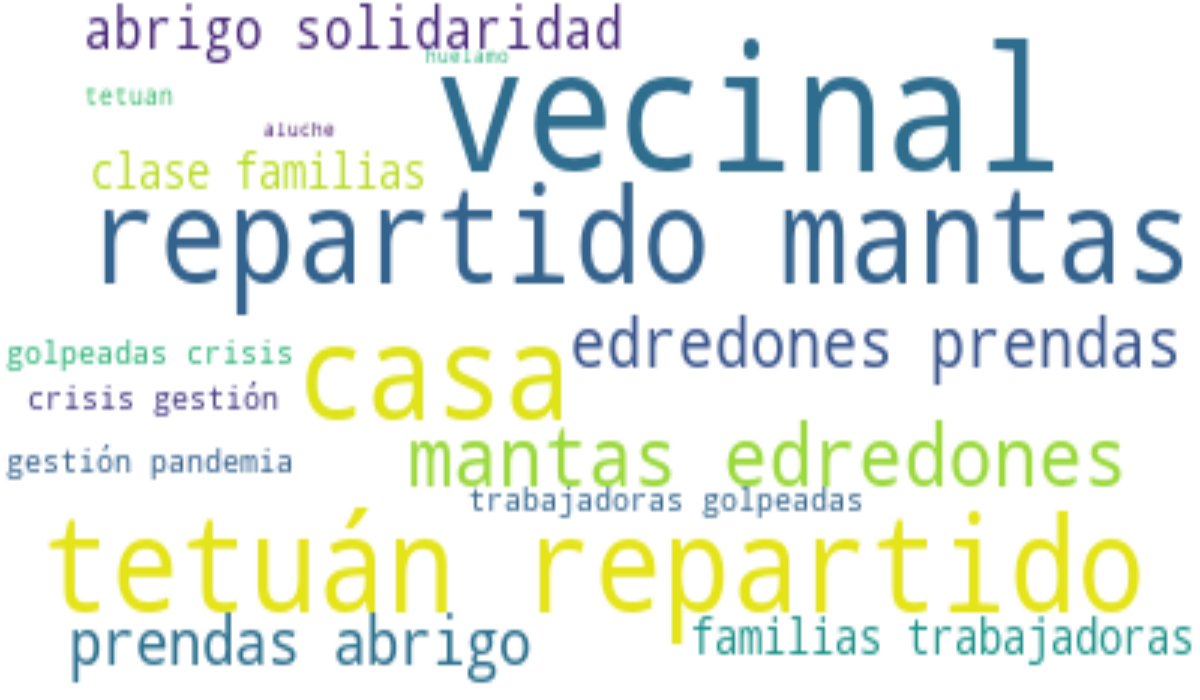 abrigo solidaridad
huelamo
vecinal
tetuan
aluche
clase familias
repartido mantas
edredones prendas
golpeadas crisis
casa
crisis gestión
mantas edredones
gestión pandemia
trabajadoras golpeadas
tetuán repartido
prendas abrigo
familias trabajadoras